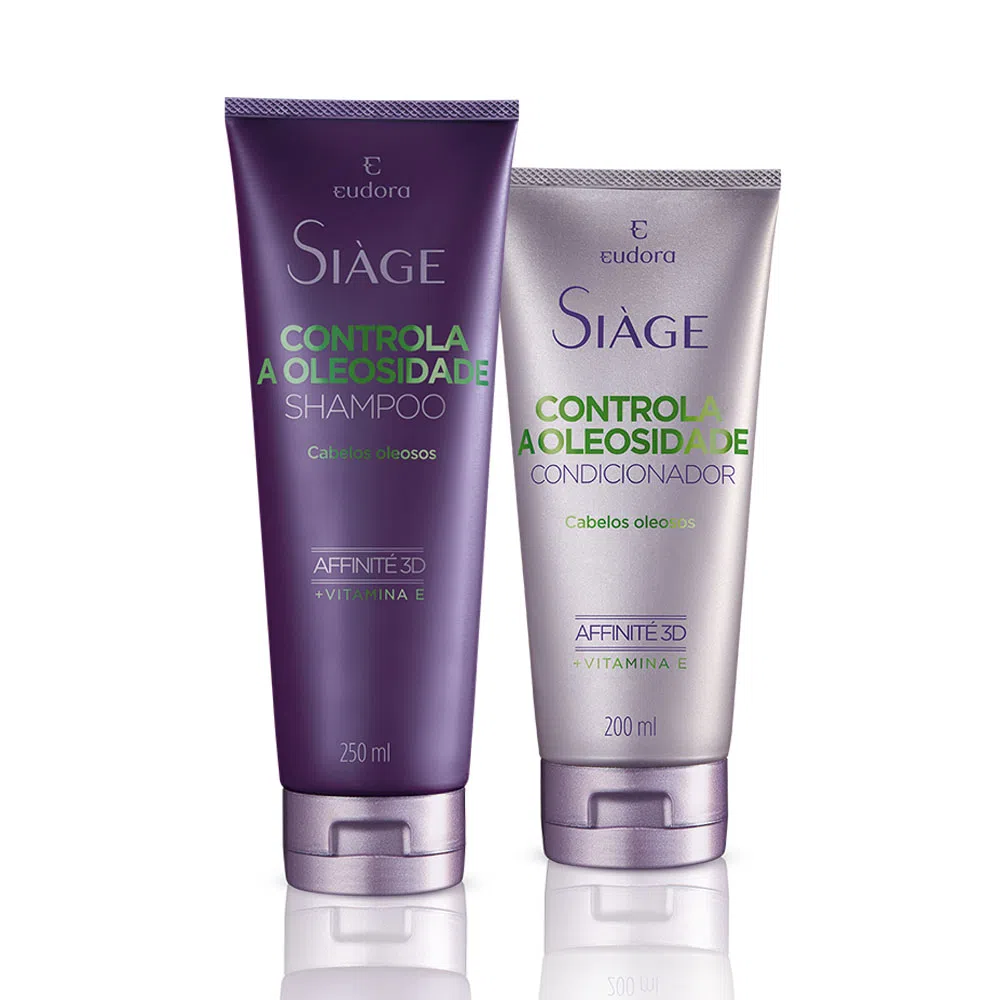 eudora
SIÀGE
CONTROLA
A OLEOSIDADE
SHAMPOO
Cabelos oleosos
AFFINITÉ 3D
+VITAMINA E
250 ml
eudora
SIÀGE
CONTROLA
A OLEOSIDADE
CONDICIONADOR
Cabelos oleosos
AFFINITÉ 3D
+VITAMINA E
200 ml